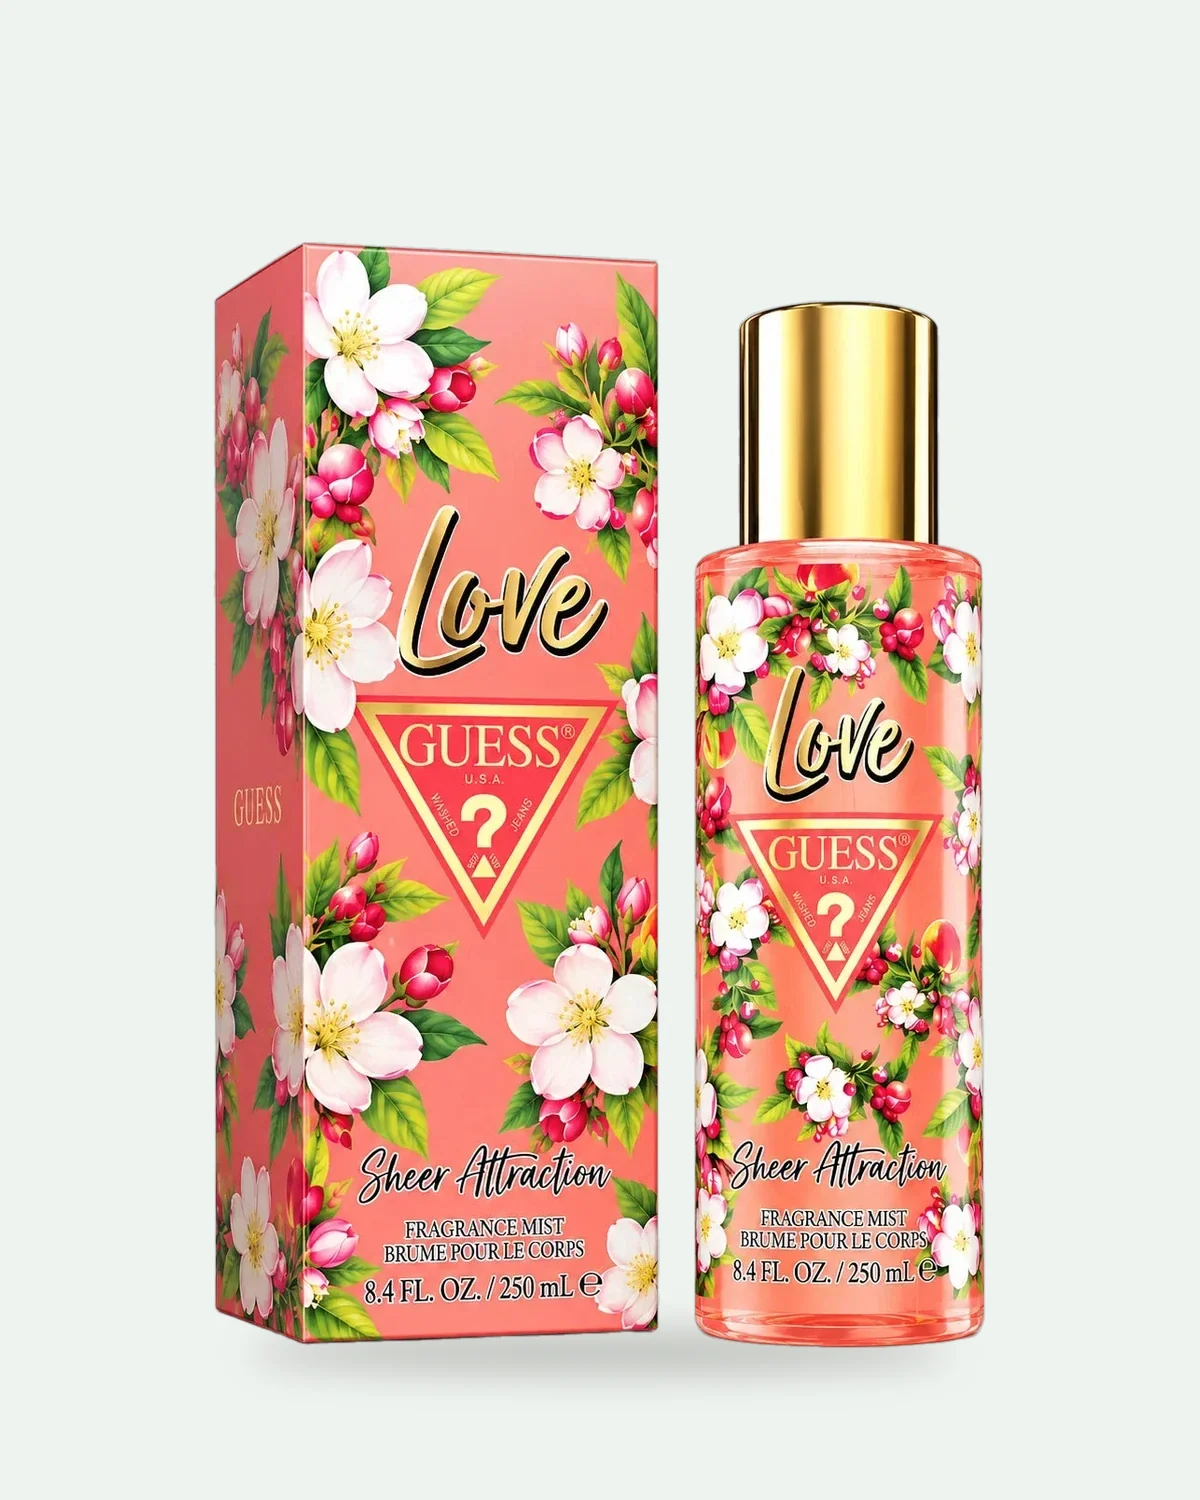 Love
GUESS®
U.S.A.
WASHED
JEANS
?
GUESS
Sheer Attraction
FRAGRANCE MIST
BRUME POUR LE CORPS
8.4 FL. OZ. / 250 mL ℮
Love
GUESS®
U.S.A.
WASHED
JEANS
?
Sheer Attraction
FRAGRANCE MIST
BRUME POUR LE CORPS
8.4 FL. OZ. / 250 mL ℮